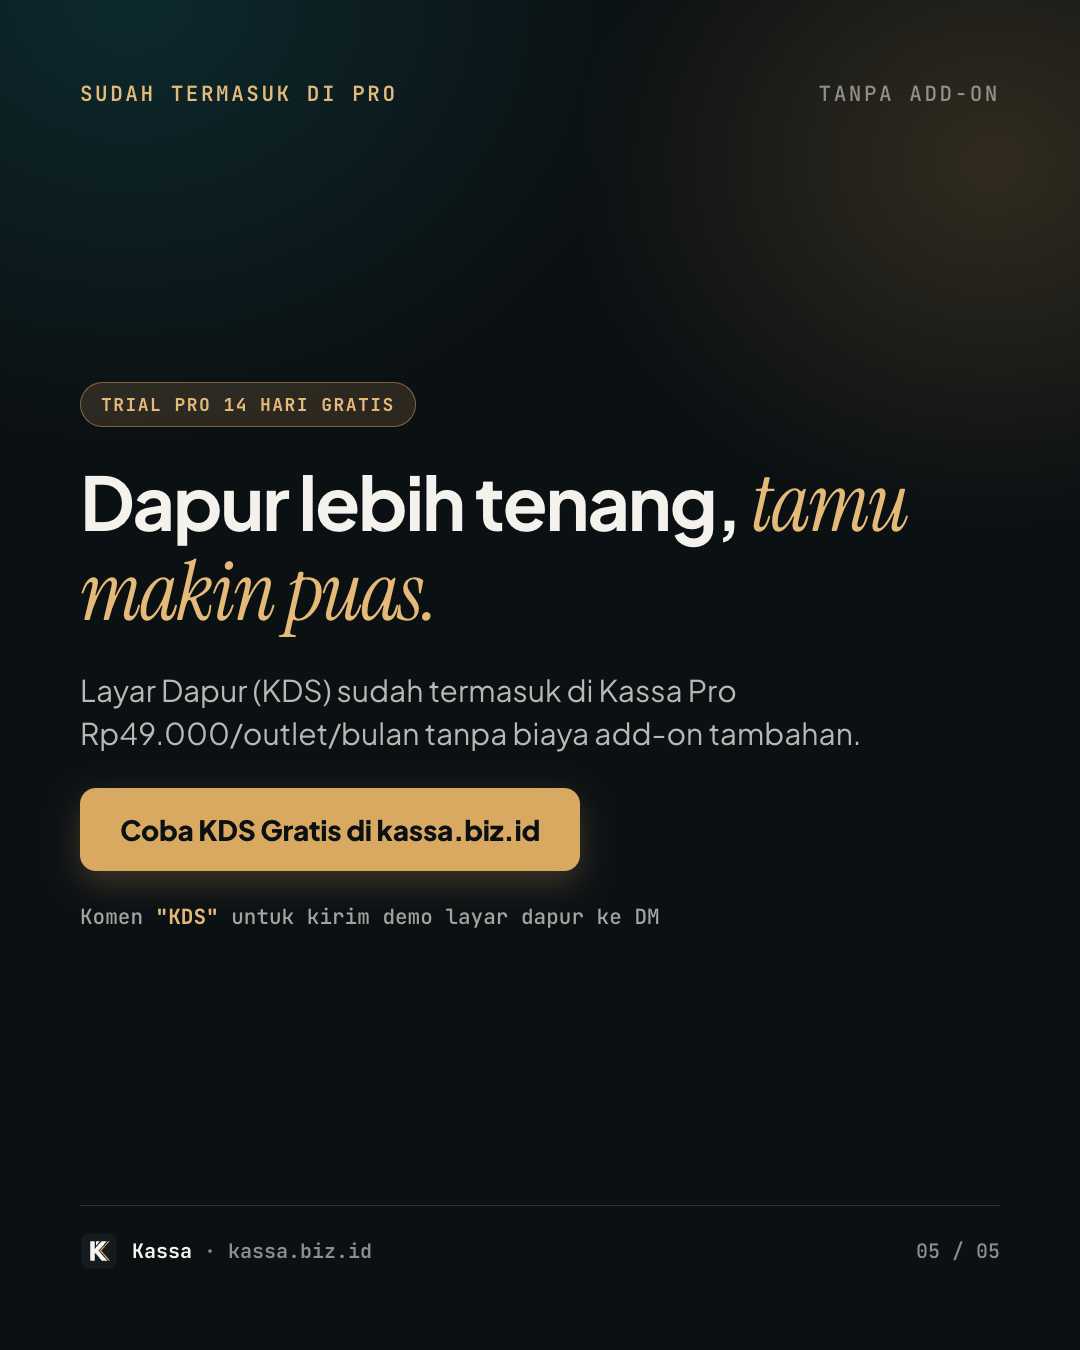 SUDAH TERMASUK DI PRO
TANPA ADD-ON
TRIAL PRO 14 HARI GRATIS
Dapur lebih tenang, tamu
makin puas.
Layar Dapur (KDS) sudah termasuk di Kassa Pro
Rp49.000/outlet/bulan tanpa biaya add-on tambahan.
Coba KDS Gratis di kassa.biz.id
Komen "KDS" untuk kirim demo layar dapur ke DM
K Kassa · kassa.biz.id
05 / 05